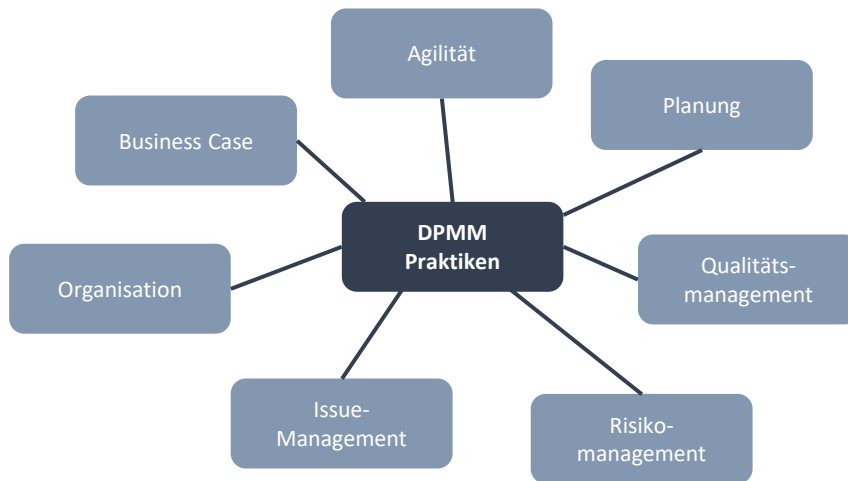 Agilität
Planung
Business Case
DPMM
Praktiken
Qualitäts-
management
Organisation
Issue-
Management
Risiko-
management